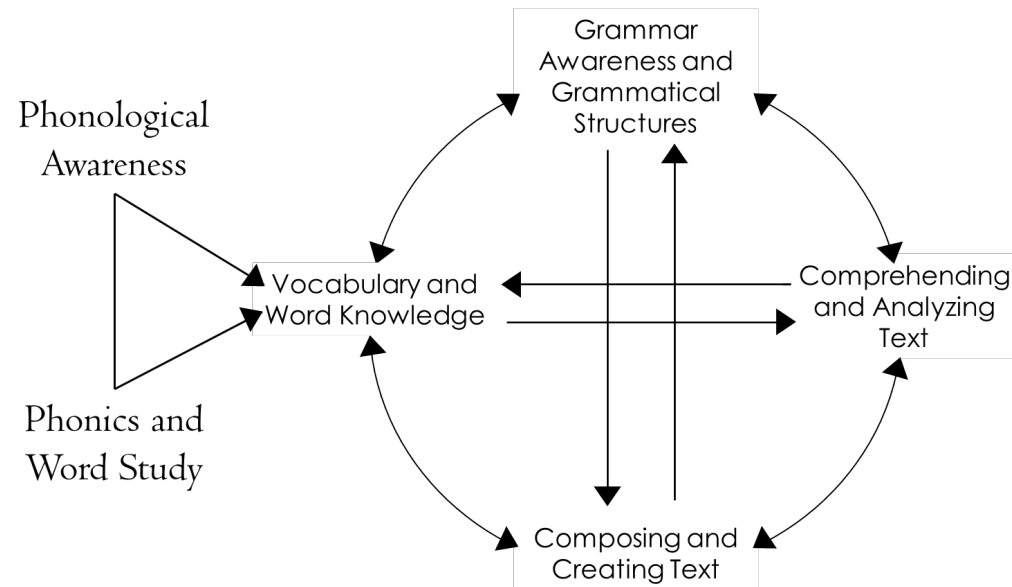 Grammar
Awareness and
Grammatical
Structures
Phonological
Awareness
Vocabulary and
Word Knowledge
Comprehending
and Analyzing
Text
Phonics and
Word Study
Composing and
Creating Text